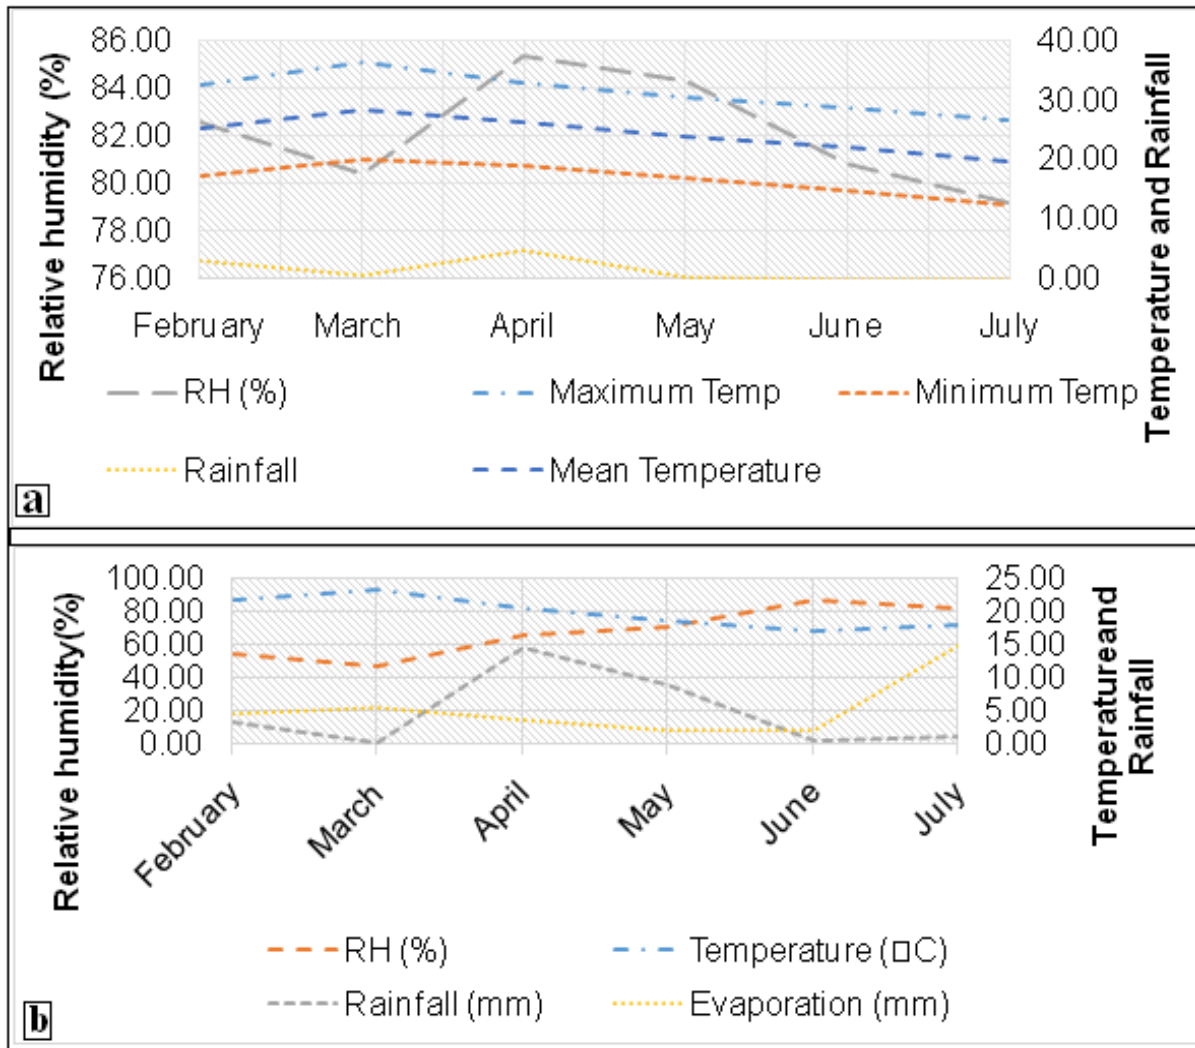 Relative humidity (%)
86.00
84.00
82.00
80.00
78.00
76.00
40.00
30.00
20.00
10.00
0.00
Temperature and Rainfall
February March April May June July
RH (%) Maximum Temp Minimum Temp
Rainfall Mean Temperature
a
Relative humidity(%)
100.00
80.00
60.00
40.00
20.00
0.00
25.00
20.00
15.00
10.00
5.00
0.00
Temperatureand
Rainfall
February March April May June July
RH (%) Temperature (□C)
Rainfall (mm) Evaporation (mm)
b